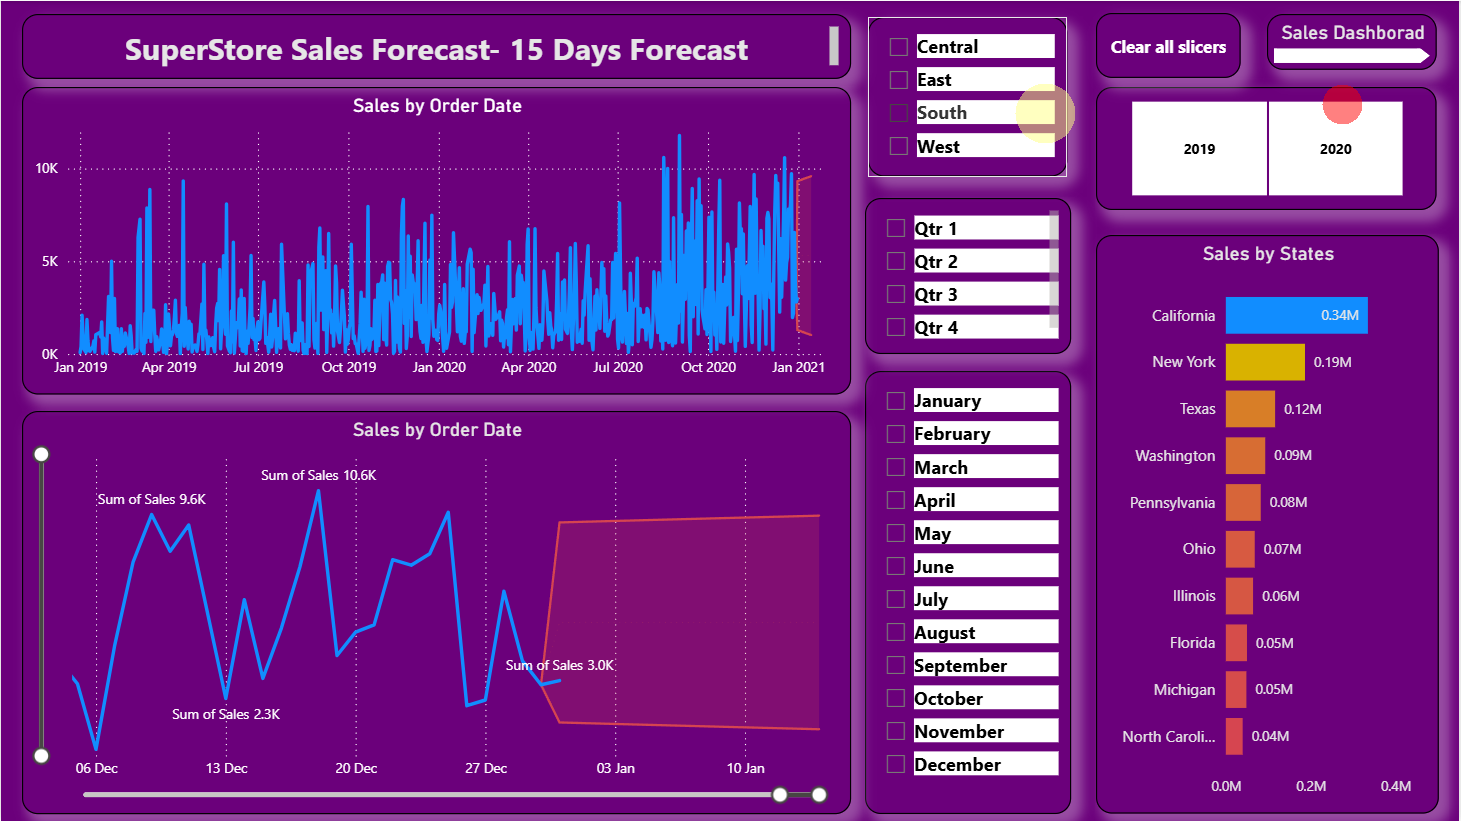 SuperStore Sales Forecast- 15 Days Forecast
Central
East
South
West
Clear all slicers
Sales Dashborad
2019
2020
Sales by Order Date
10K
5K
0K
Jan 2019
Apr 2019
Jul 2019
Oct 2019
Jan 2020
Apr 2020
Jul 2020
Oct 2020
Jan 2021
Qtr 1
Qtr 2
Qtr 3
Qtr 4
Sales by Order Date
Sum of Sales 9.6K
Sum of Sales 10.6K
Sum of Sales 2.3K
Sum of Sales 3.0K
06 Dec
13 Dec
20 Dec
27 Dec
03 Jan
10 Jan
January
February
March
April
May
June
July
August
September
October
November
December
Sales by States
California 0.34M
New York 0.19M
Texas 0.12M
Washington 0.09M
Pennsylvania 0.08M
Ohio 0.07M
Illinois 0.06M
Florida 0.05M
Michigan 0.05M
North Caroli... 0.04M
0.0M
0.2M
0.4M